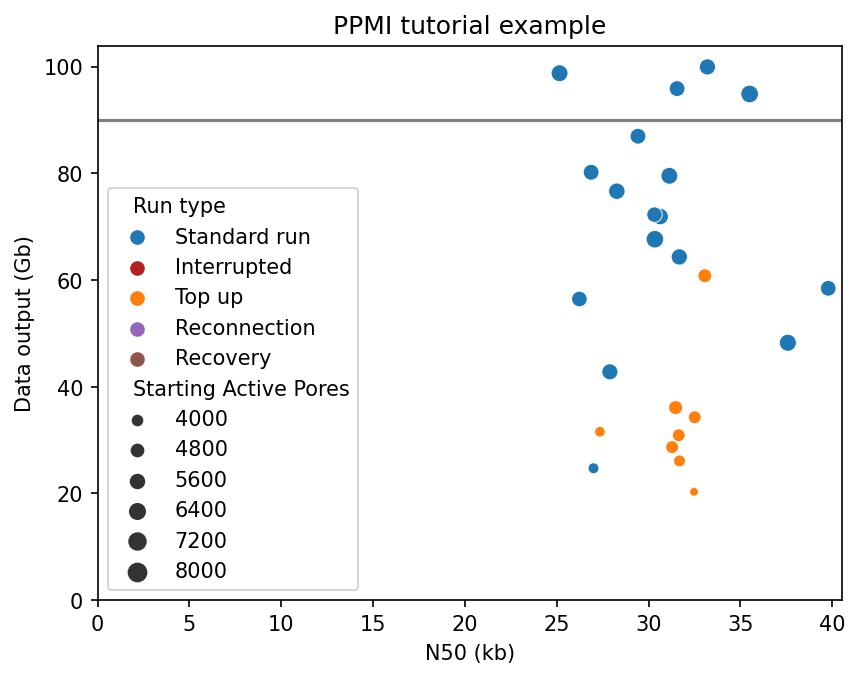 PPMI tutorial example
Data output (Gb)
100
80
60
40
20
0
Run type
Standard run
Interrupted
Top up
Reconnection
Recovery
Starting Active Pores
4000
4800
5600
6400
7200
8000
0 5 10 15 20 25 30 35 40
N50 (kb)